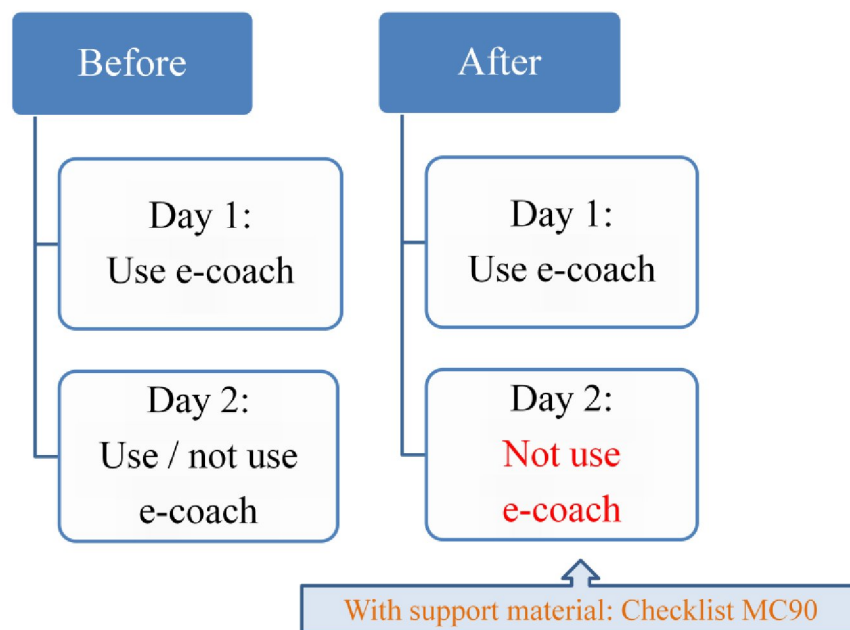 Before
Day 1:
Use e-coach
Day 2:
Use / not use
e-coach
After
Day 1:
Use e-coach
Day 2:
Not use
e-coach
With support material: Checklist MC90